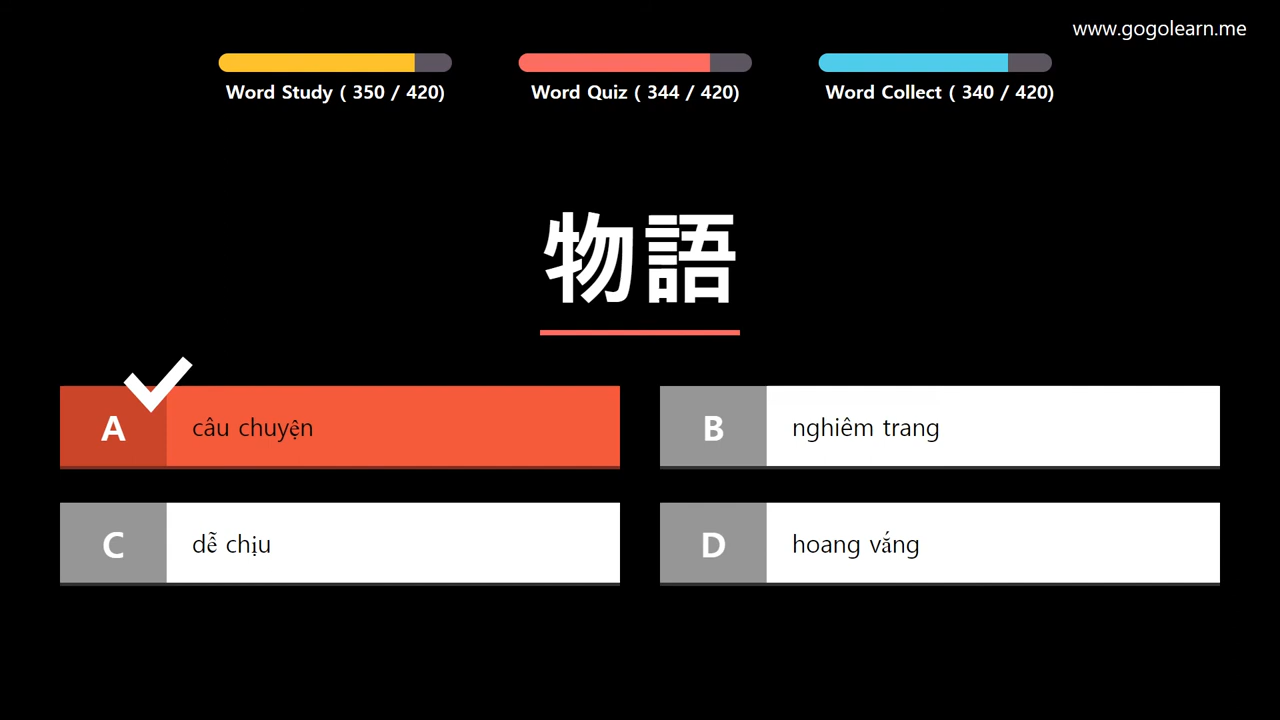 www.gogolearn.me
Word Study ( 350 / 420)
Word Quiz ( 344 / 420)
Word Collect ( 340 / 420)
物語
A câu chuyện
B nghiêm trang
C dễ chịu
D hoang vắng